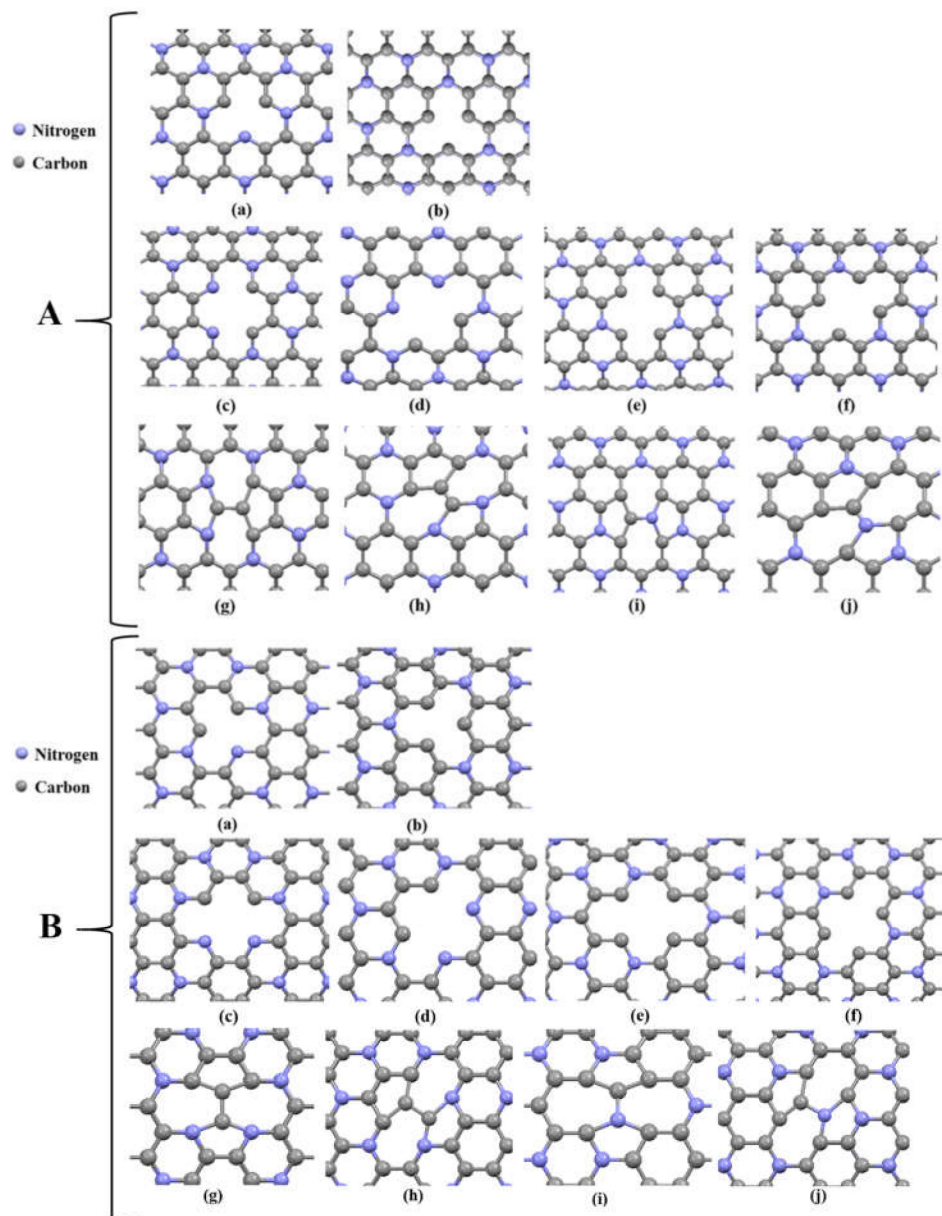 Nitrogen
Carbon
A
(a) (b)
(c) (d) (e) (f)
(g) (h) (i) (j)
Nitrogen
Carbon
B
(a) (b)
(c) (d) (e) (f)
(g) (h) (i) (j)